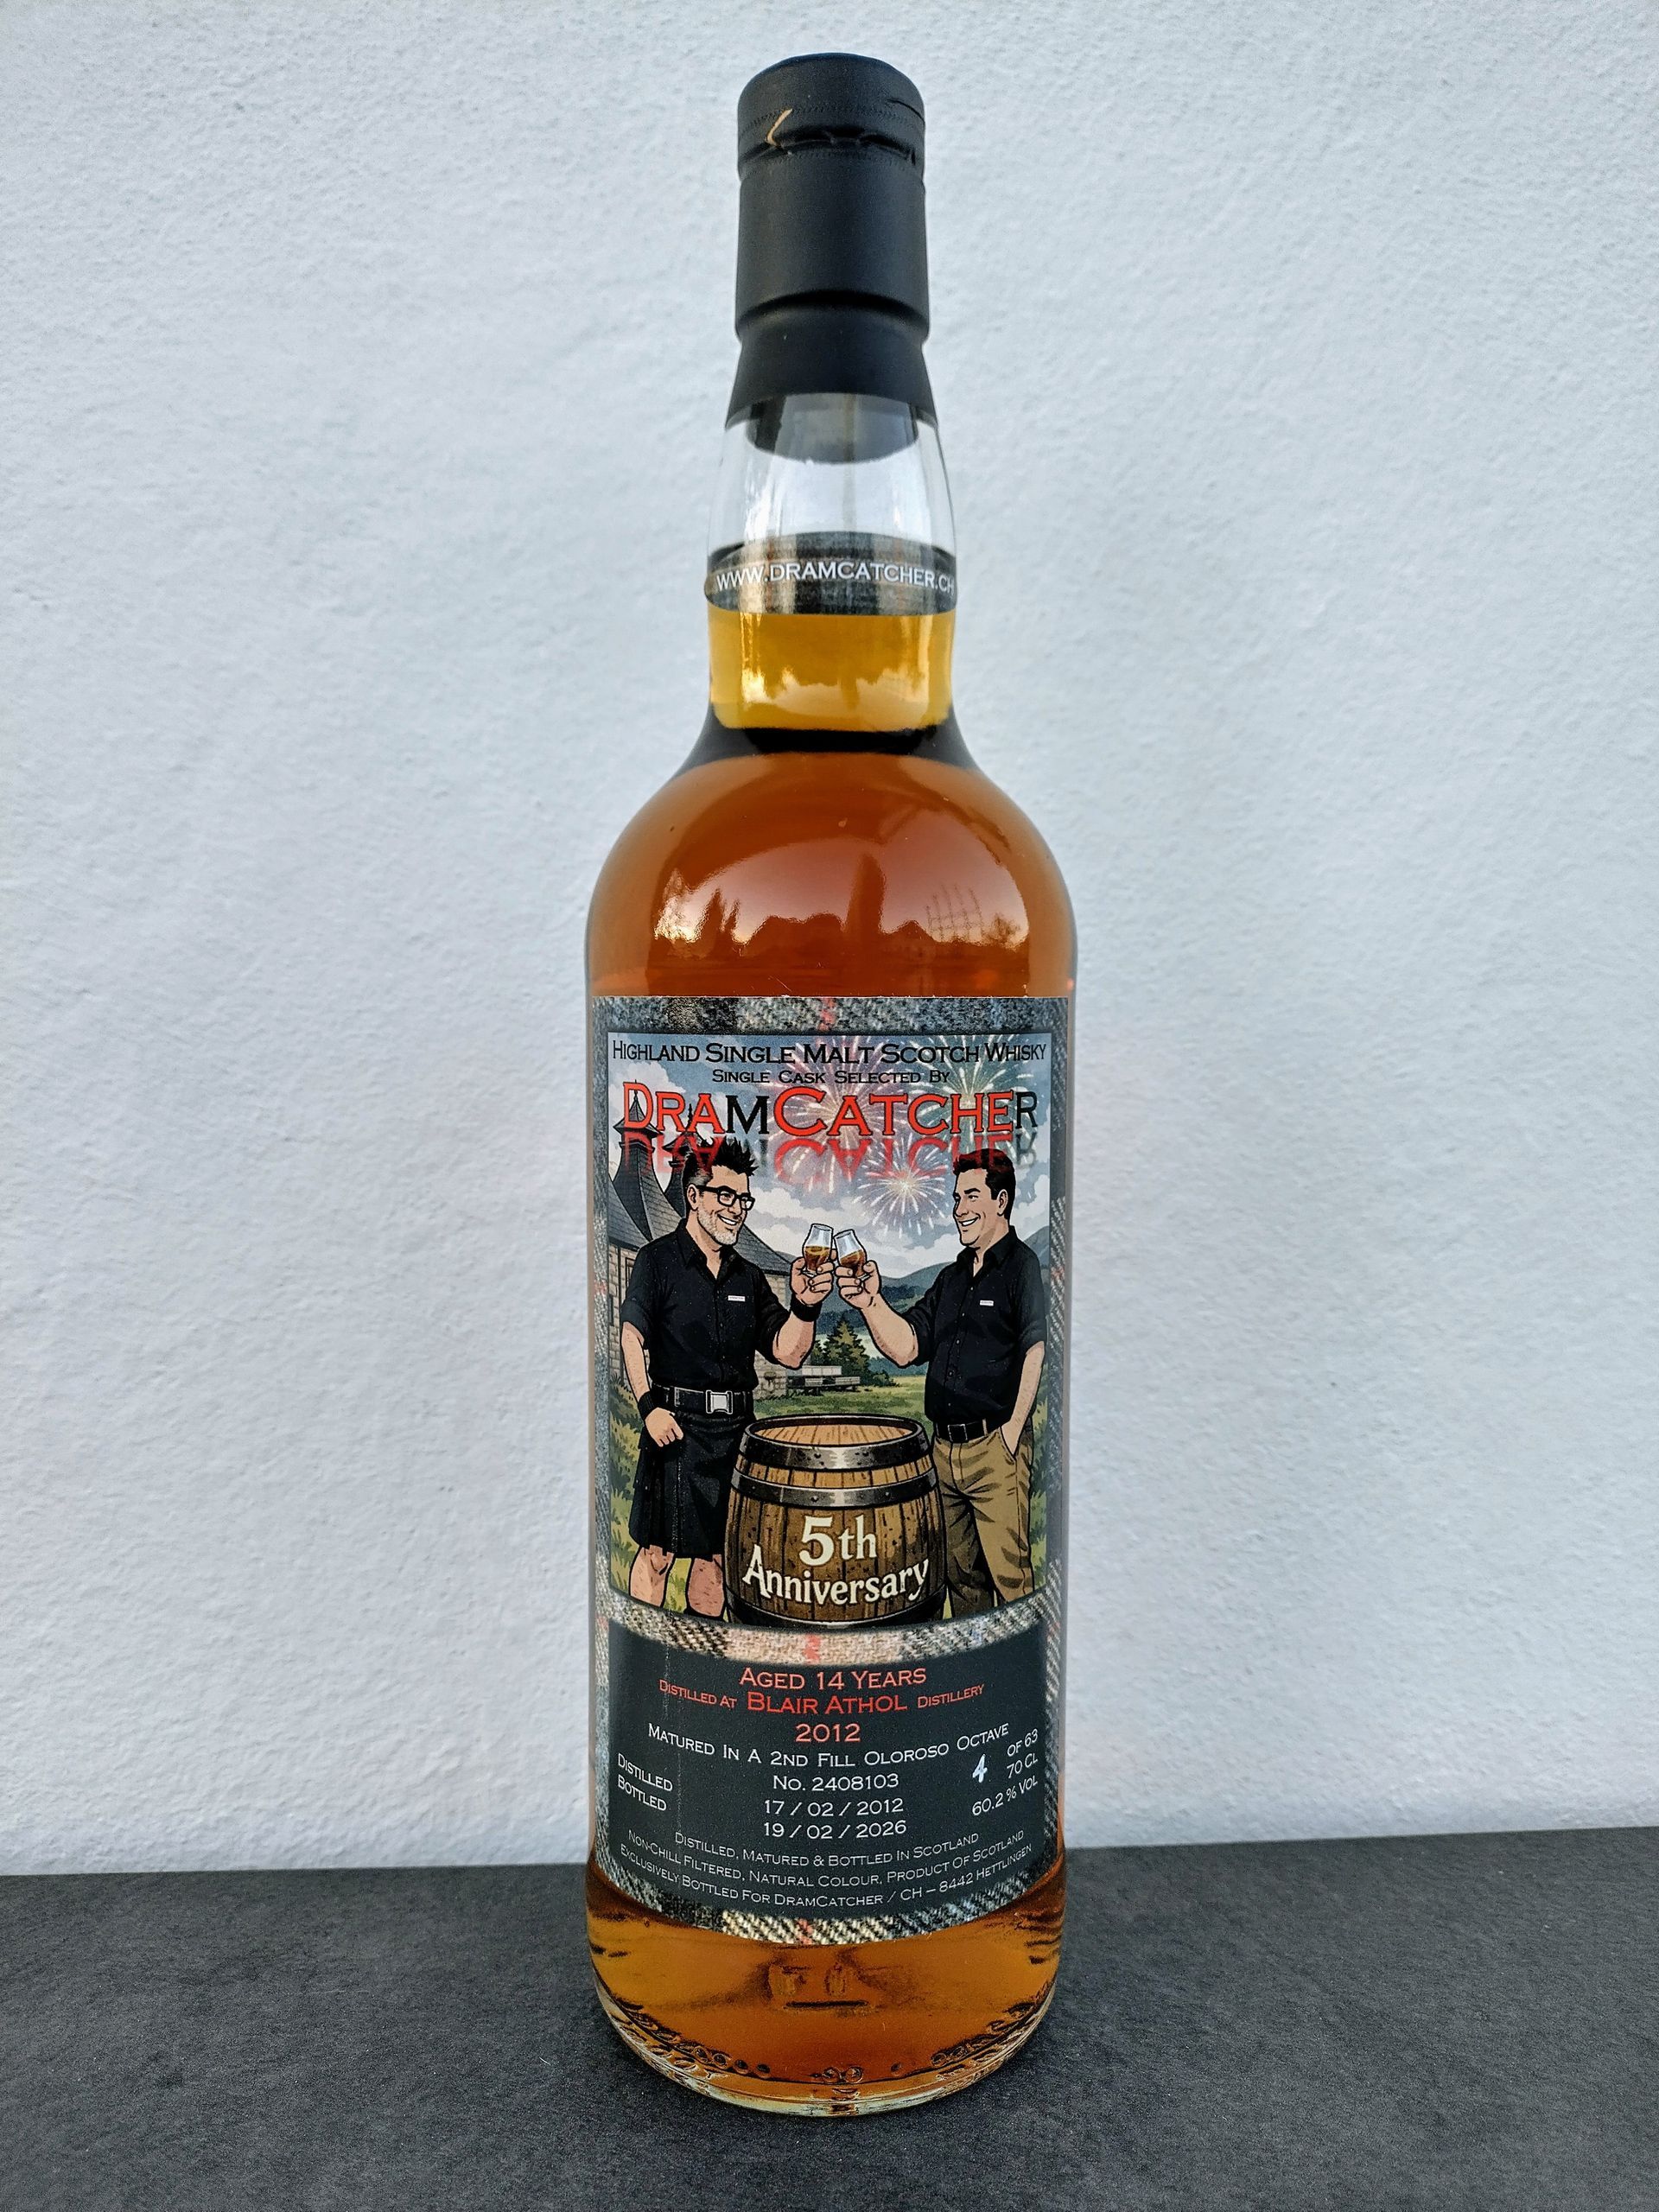 WWW.DRAMCATCHER.CH
HIGHLAND SINGLE MALT SCOTCH WHISKY
SINGLE CASK SELECTED BY
DRAMCATCHER
5th
Anniversary
AGED 14 YEARS
DISTILLED AT BLAIR ATHOL DISTILLERY
2012
MATURED IN A 2ND FILL OLOROSO OCTAVE
No. 2408103
4 OF 63
70 CL
60.2 % VOL
DISTILLED 17 / 02 / 2012
BOTTLED 19 / 02 / 2026
DISTILLED, MATURED & BOTTLED IN SCOTLAND
NON-CHILL FILTERED, NATURAL COLOUR, PRODUCT OF SCOTLAND
EXCLUSIVELY BOTTLED FOR DRAMCATCHER / CH – 8442 HETTLINGEN